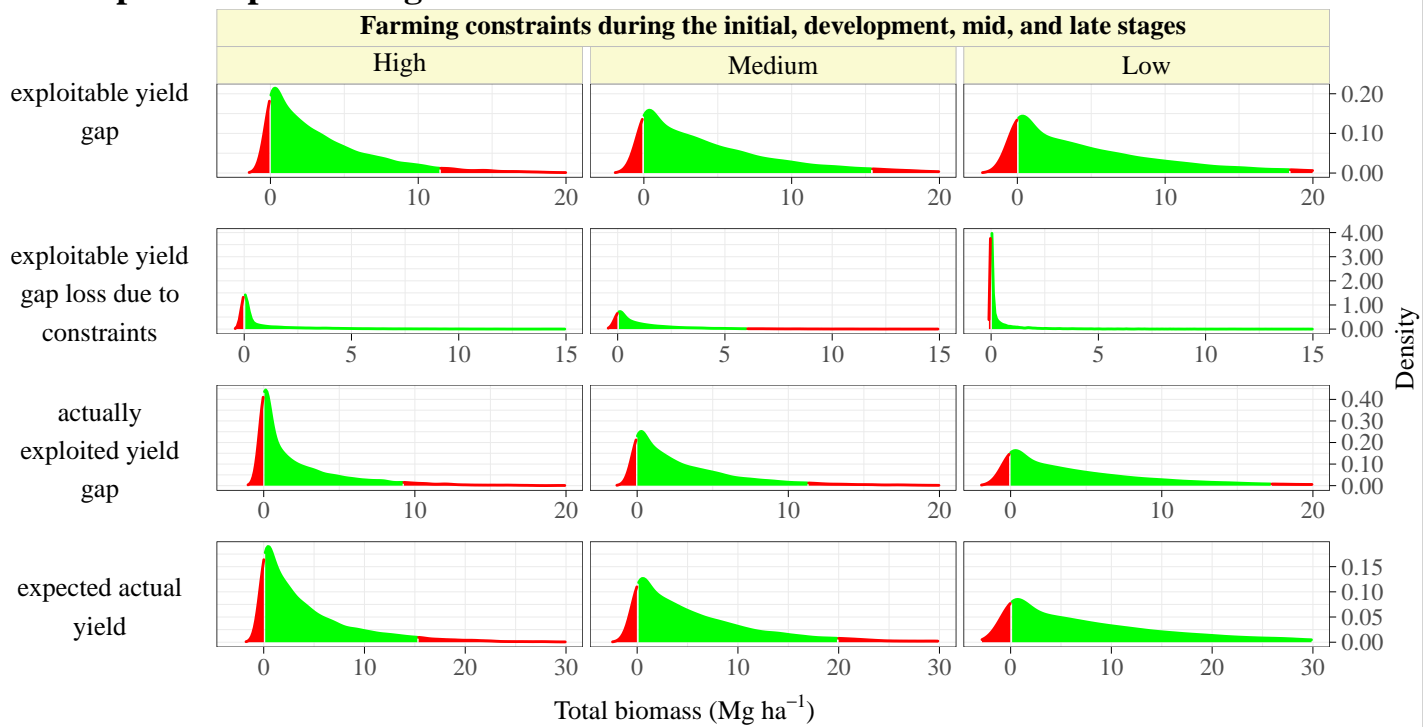 Farming constraints during the initial, development, mid, and late stages
High Medium Low
exploitable yield
gap
0.20
0.10
0.00
0 10 20 0 10 20 0 10 20
exploitable yield
gap loss due to
constraints
4.00
3.00
2.00
1.00
0.00
0 5 10 15 0 5 10 15 0 5 10 15
actually
exploited yield
gap
0.40
0.30
0.20
0.10
0.00
0 10 20 0 10 20 0 10 20
expected actual
yield
0.15
0.10
0.05
0.00
0 10 20 30 0 10 20 30 0 10 20 30
Density
Total biomass (Mg ha⁻¹)